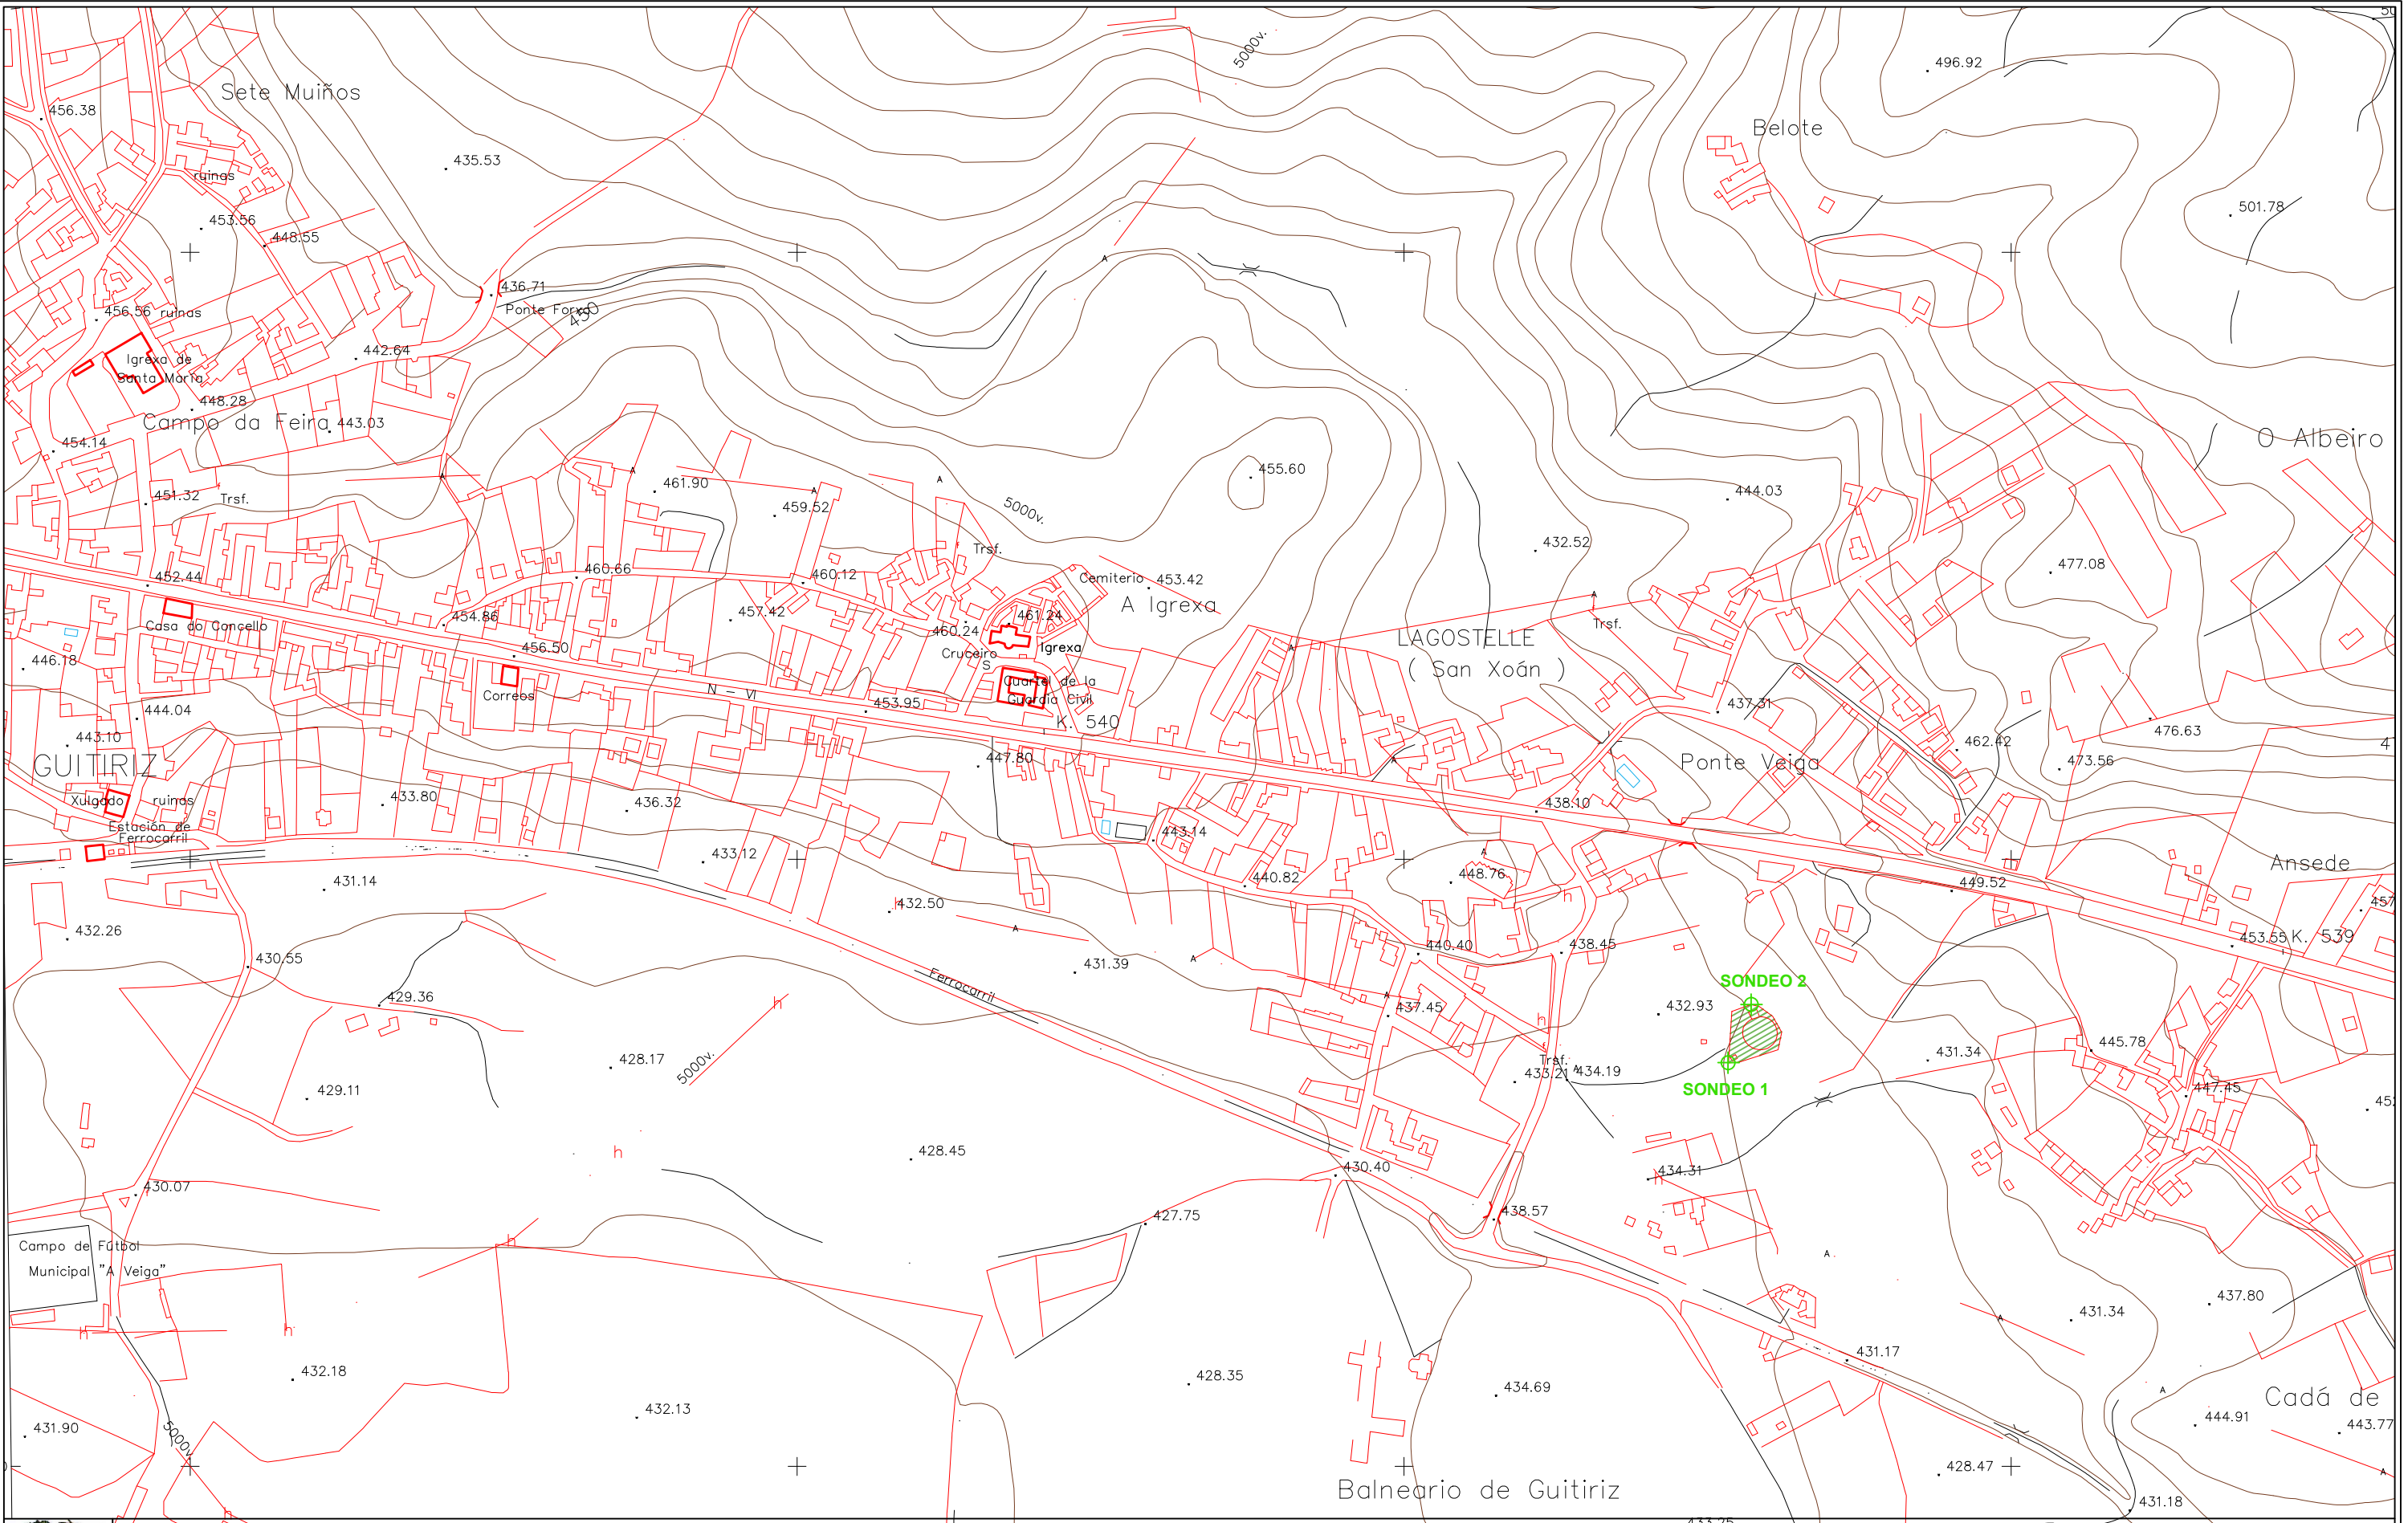 5000v.
496.92
Sete Muiños
456.38
Belote
435.53
ruinas
501.78
453.56
448.55
436.71
Ponte Forxá
450
456.56 ruinas
Igrexa de
Santa María
442.64
448.28
Campo da Feira
443.03
454.14
O Albeiro
455.60
461.90
444.03
451.32
Trsf.
459.52
5000v.
432.52
Trsf.
477.08
452.44
460.66
460.12
Cemiterio
453.42
A Igrexa
457.42
454.86
461.24
460.24
Casa do Concello
Trsf.
LAGOSTELLE
( San Xoán )
456.50
Cruceiro
Igrexa
S
446.18
Correos
N - VI
Cuartel de la
Guardia Civil
453.95
K. 540
444.04
437.31
476.63
443.10
462.42
GUITIRIZ
447.80
Ponte Veiga
473.56
Xulgado
ruinas
433.80
436.32
438.10
Estación de
Ferrocarril
443.14
433.12
Ansede
431.14
440.82
448.76
449.52
432.50
432.26
440.40
438.45
453.55
K. 539
430.55
431.39
Ferrocarril
SONDEO 2
429.36
437.45
432.93
445.78
428.17
5000v.
Trsf.
433.21
434.19
431.34
SONDEO 1
429.11
447.45
428.45
430.40
434.31
430.07
427.75
438.57
Campo de Fútbol
Municipal "A Veiga"
437.80
431.34
431.17
432.18
428.35
434.69
432.13
Cadá de
444.91
443.77
431.90
5000v.
428.47
Balneario de Guitiriz
431.18